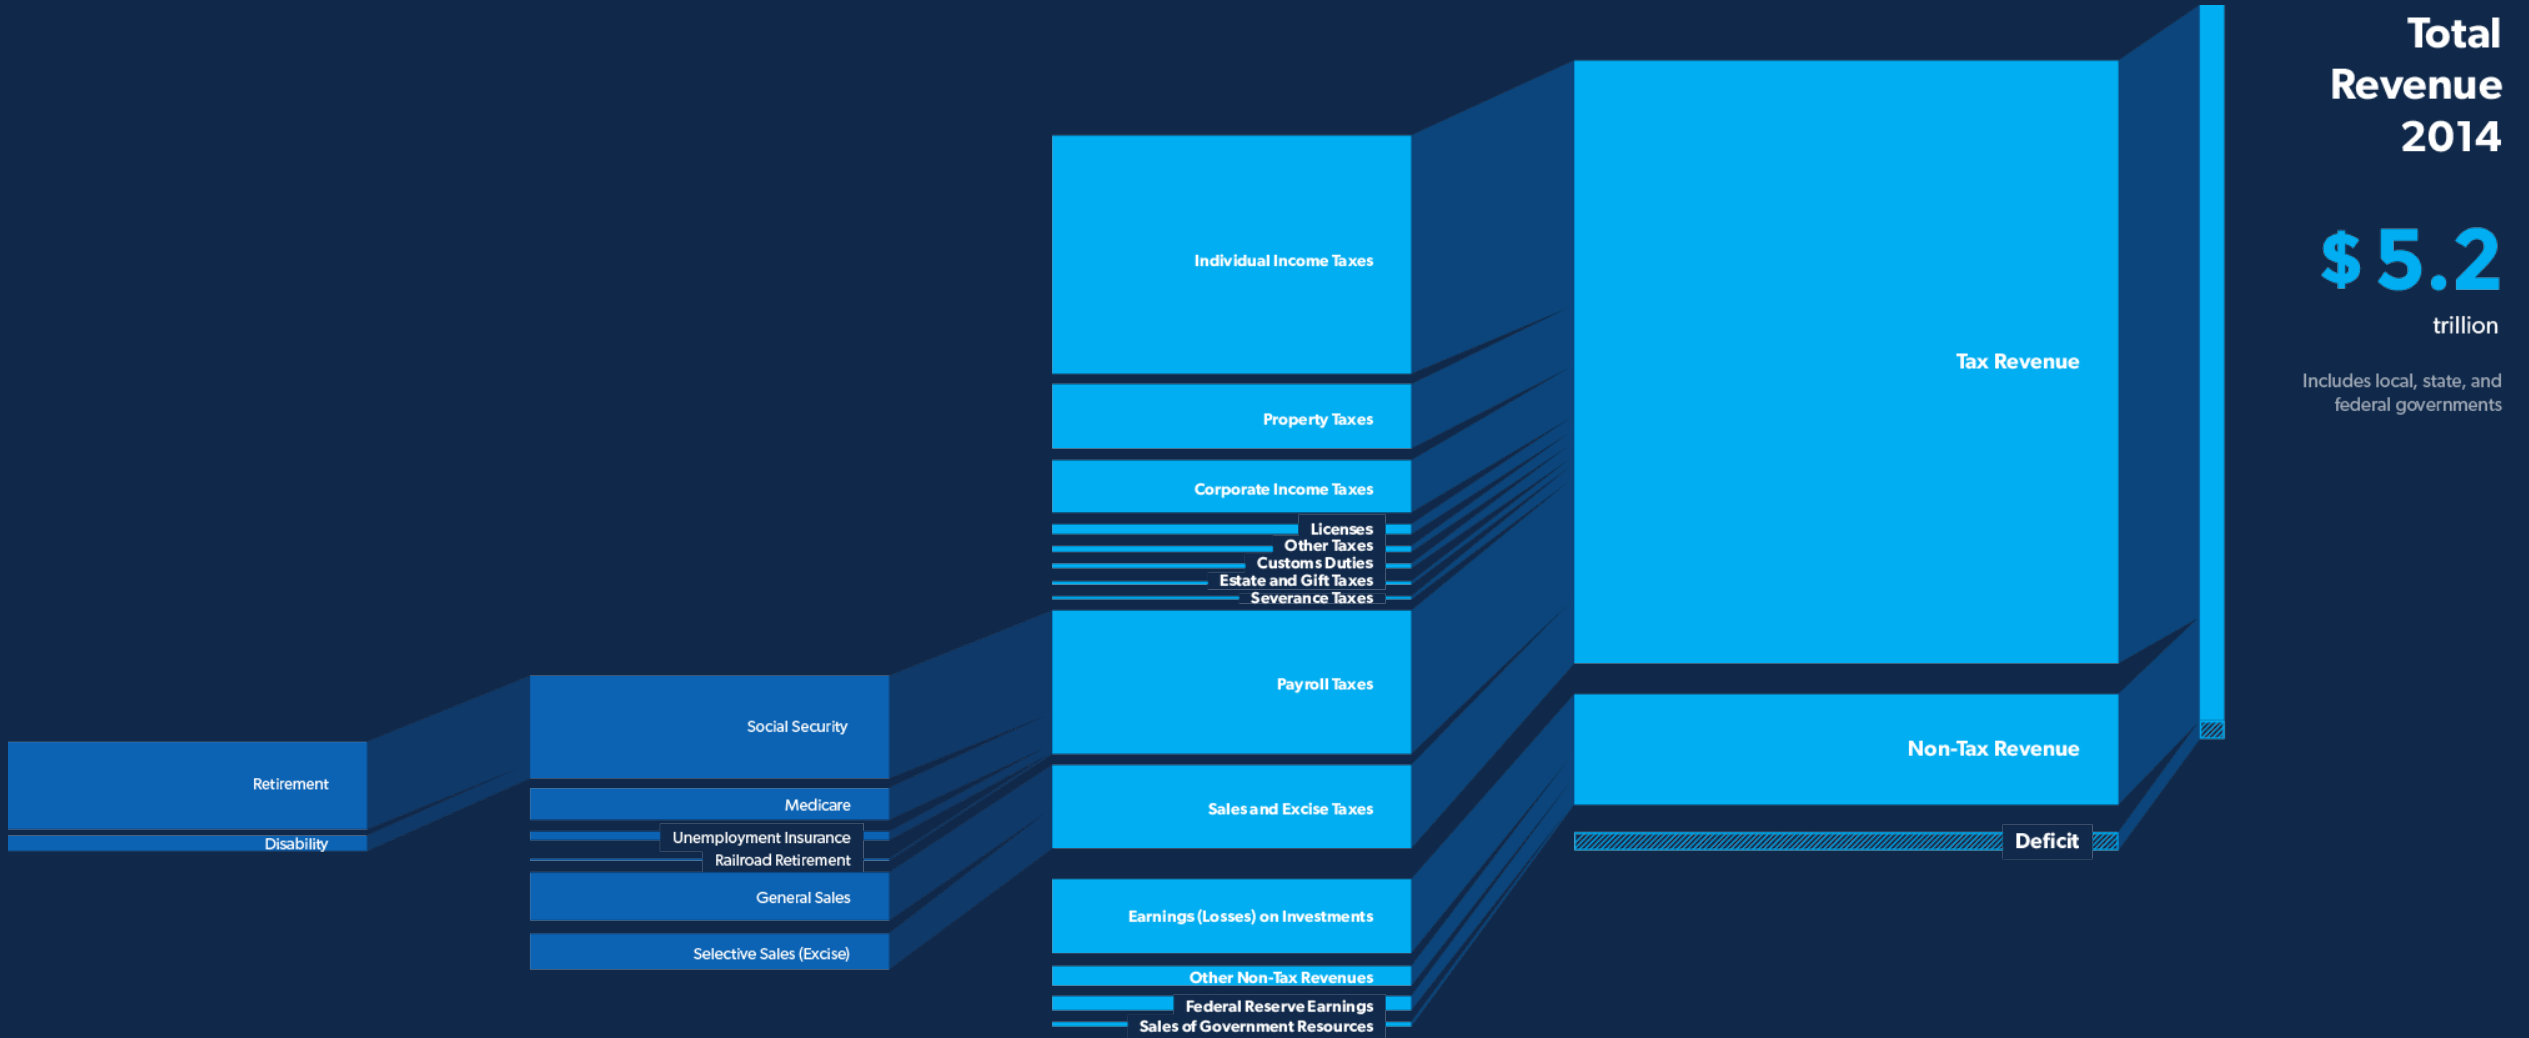 Total
Revenue
2014
$5.2
trillion
Includes local, state, and
federal governments
Individual Income Taxes
Property Taxes
Corporate Income Taxes
Licenses
Other Taxes
Customs Duties
Estate and Gift Taxes
Severance Taxes
Payroll Taxes
Sales and Excise Taxes
Earnings (Losses) on Investments
Other Non-Tax Revenues
Federal Reserve Earnings
Sales of Government Resources
Tax Revenue
Non-Tax Revenue
Deficit
Social Security
Medicare
Unemployment Insurance
Railroad Retirement
General Sales
Selective Sales (Excise)
Retirement
Disability